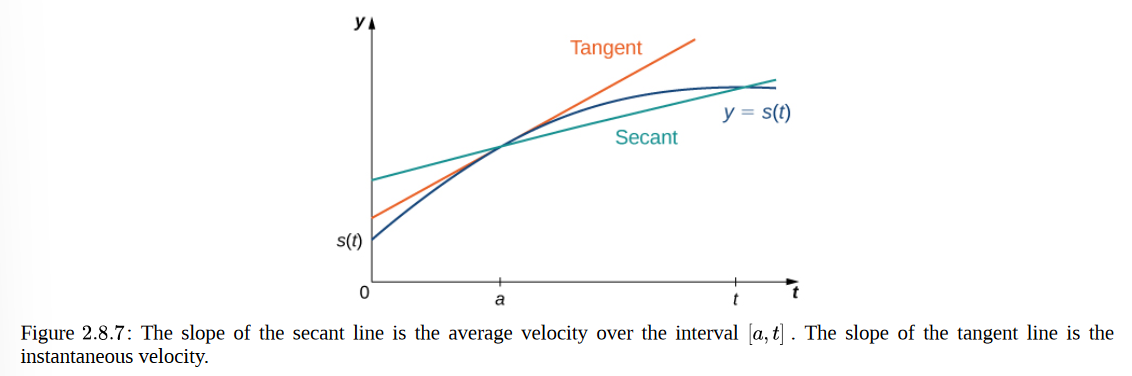 y
Tangent
y = s(t)
Secant
s(t)
0
a
t
t
Figure 2.8.7: The slope of the secant line is the average velocity over the interval [a, t] . The slope of the tangent line is the
instantaneous velocity.